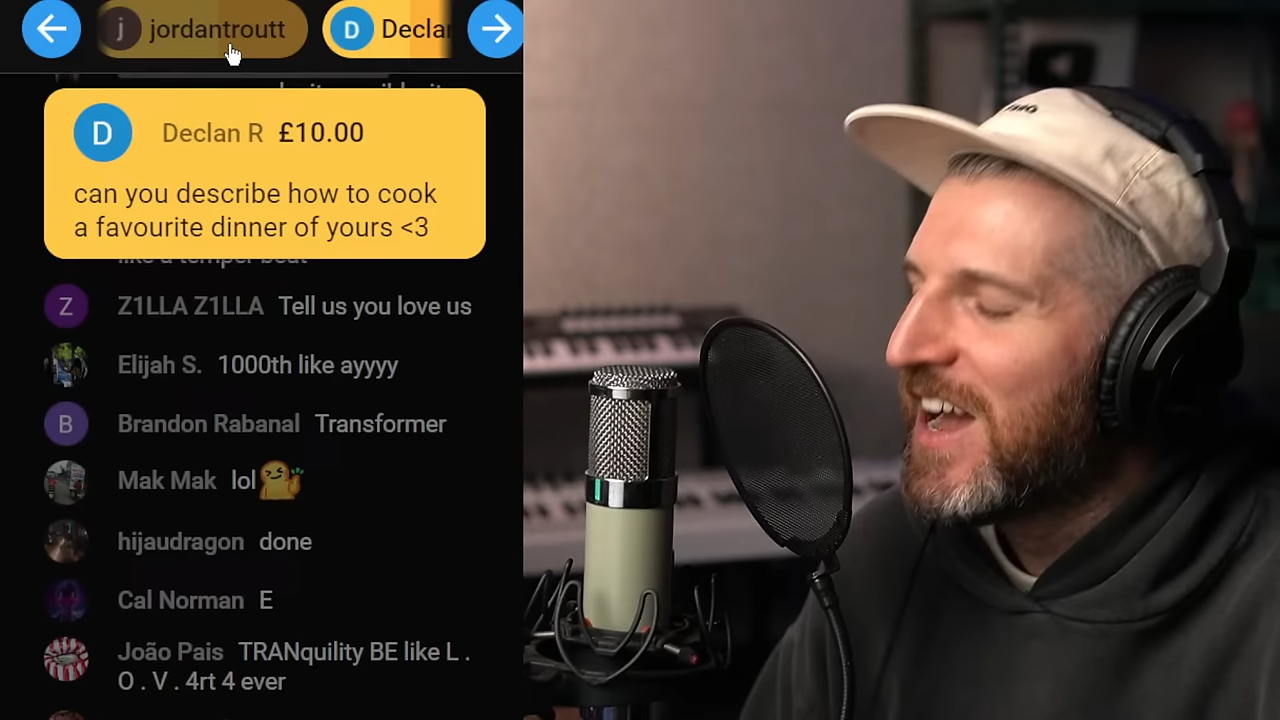 j jordantroutt D Declar
D Declan R £10.00
can you describe how to cook
a favourite dinner of yours <3
Z Z1LLA Z1LLA Tell us you love us
Elijah S. 1000th like ayyyy
B Brandon Rabanal Transformer
Mak Mak lol
hijaudragon done
Cal Norman E
João Pais TRANquility BE like L .
O . V . 4rt 4 ever